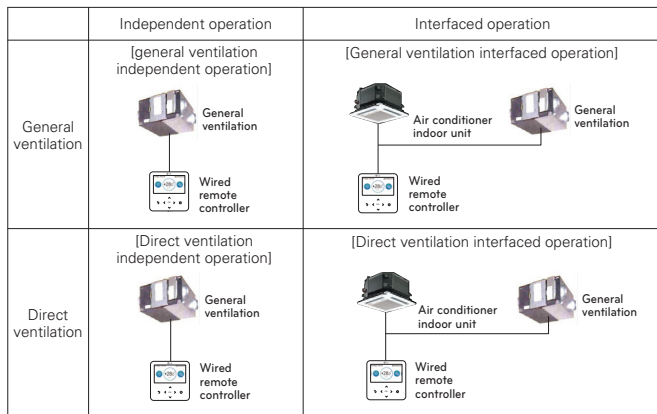 Independent operation
Interfaced operation
General
ventilation
[general ventilation
independent operation]
General
ventilation
Wired
remote
controller
[General ventilation interfaced operation]
Air conditioner
indoor unit
General
ventilation
Wired
remote
controller
Direct
ventilation
[Direct ventilation
independent operation]
General
ventilation
Wired
remote
controller
[Direct ventilation interfaced operation]
Air conditioner
indoor unit
General
ventilation
Wired
remote
controller